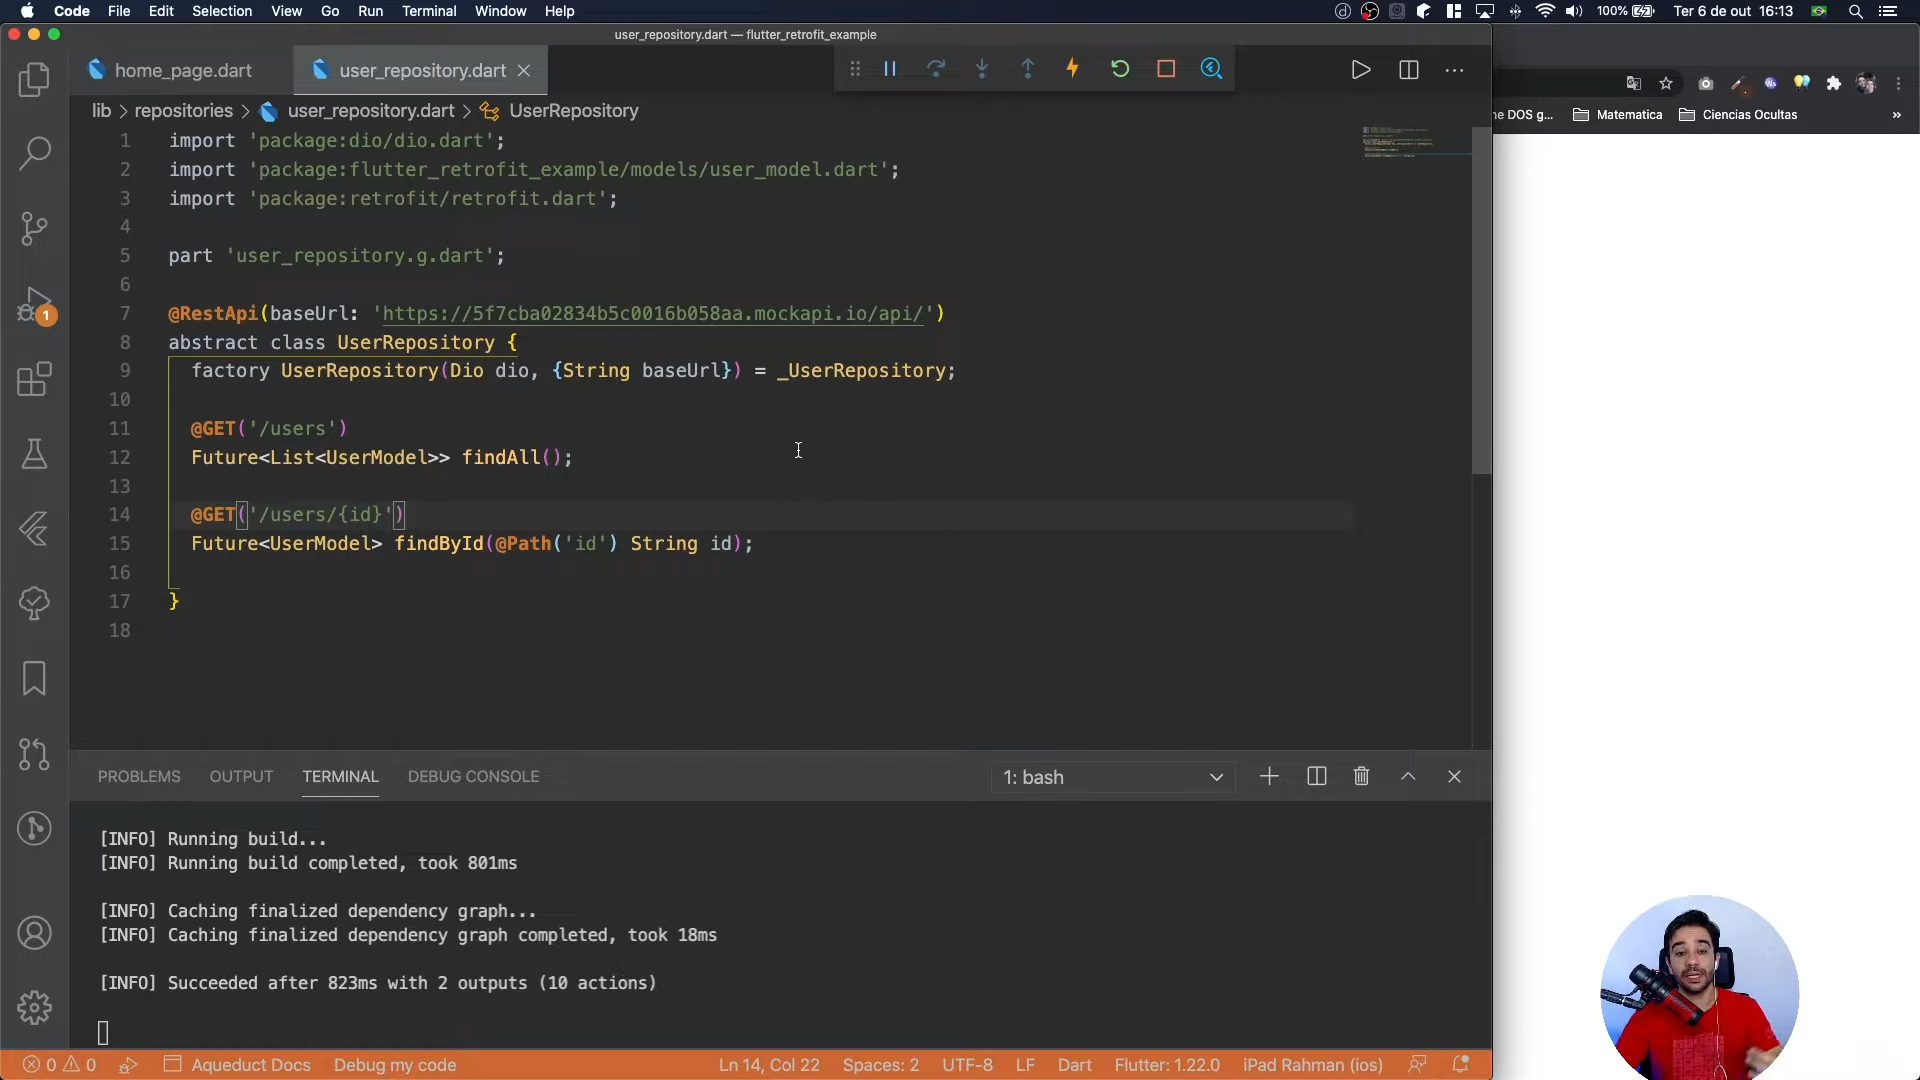 Code File Edit Selection View Go Run Terminal Window Help 100% Ter 6 de out 16:13
user_repository.dart — flutter_retrofit_example
home_page.dart user_repository.dart
lib > repositories > user_repository.dart > UserRepository
1 import 'package:dio/dio.dart';
2 import 'package:flutter_retrofit_example/models/user_model.dart';
3 import 'package:retrofit/retrofit.dart';
4
5 part 'user_repository.g.dart';
6
7 @RestApi(baseUrl: 'https://5f7cba02834b5c0016b058aa.mockapi.io/api/')
8 abstract class UserRepository {
9 factory UserRepository(Dio dio, {String baseUrl}) = _UserRepository;
10
11 @GET('/users')
12 Future<List<UserModel>> findAll();
13
14 @GET('/users/{id}')
15 Future<UserModel> findById(@Path('id') String id);
16
17 }
18
ne DOS g... Matematica Ciencias Ocultas »
1
PROBLEMS OUTPUT TERMINAL DEBUG CONSOLE 1: bash
[INFO] Running build...
[INFO] Running build completed, took 801ms
[INFO] Caching finalized dependency graph...
[INFO] Caching finalized dependency graph completed, took 18ms
[INFO] Succeeded after 823ms with 2 outputs (10 actions)
0 0 Aqueduct Docs Debug my code Ln 14, Col 22 Spaces: 2 UTF-8 LF Dart Flutter: 1.22.0 iPad Rahman (ios)